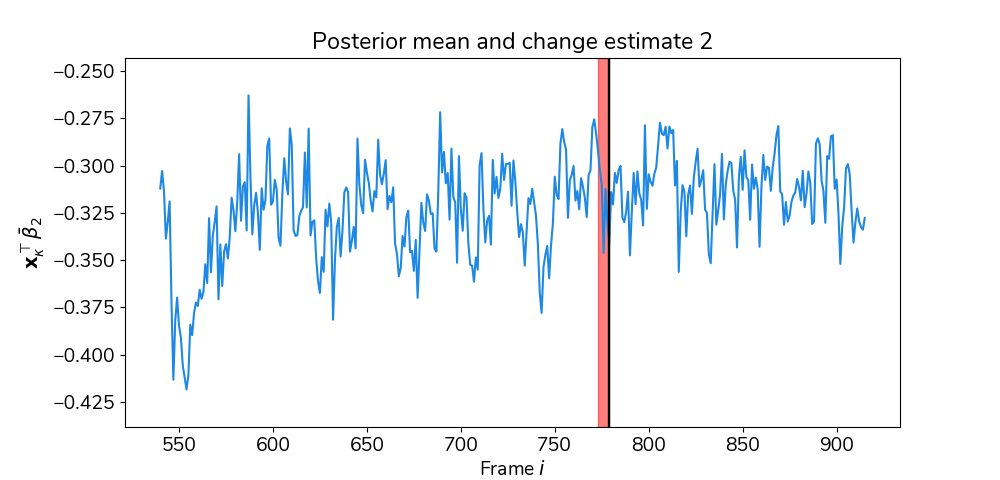 Posterior mean and change estimate 2
−0.250
−0.275
−0.300
−0.325
−0.350
−0.375
−0.400
−0.425
𝐱_κ^⊤ β̄_2
550 600 650 700 750 800 850 900
Frame i